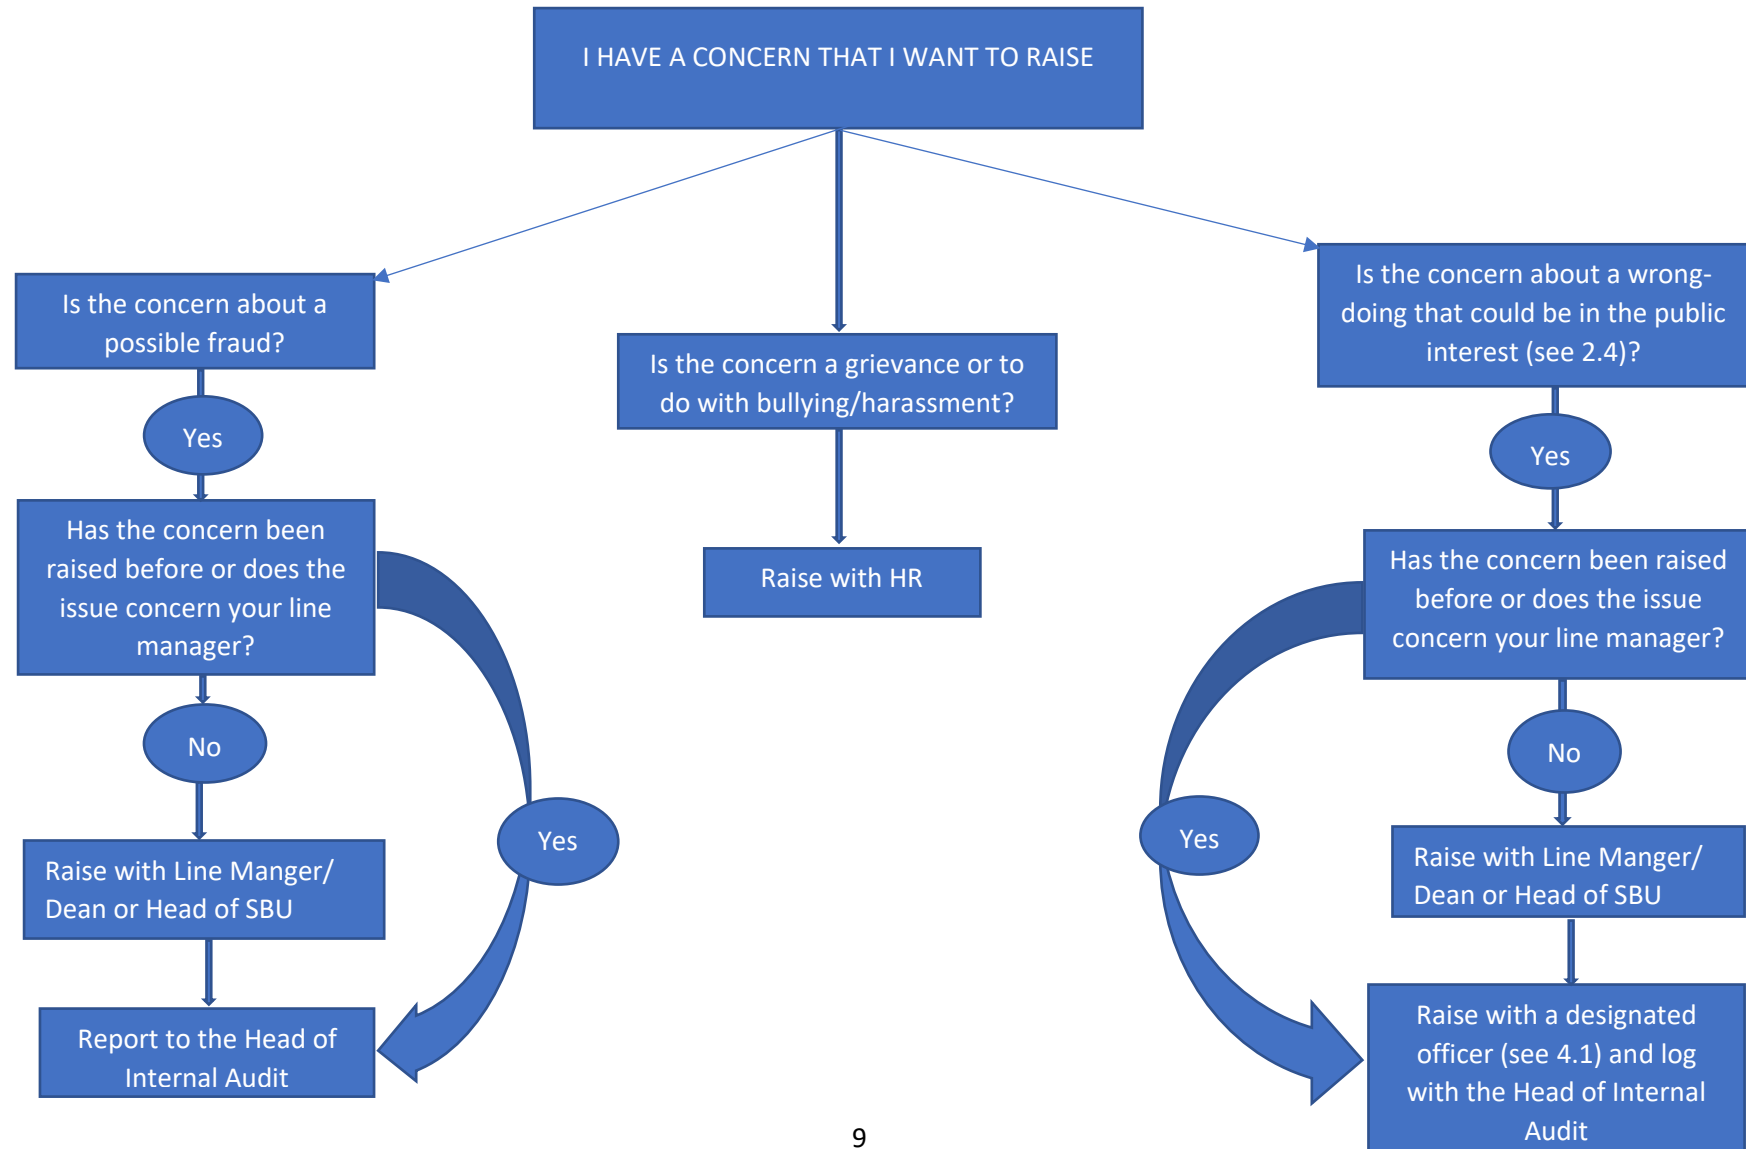 I HAVE A CONCERN THAT I WANT TO RAISE
Is the concern about a
possible fraud?
Yes
Has the concern been
raised before or does the
issue concern your line
manager?
No
Yes
Raise with Line Manger/
Dean or Head of SBU
Report to the Head of
Internal Audit
Is the concern a grievance or to
do with bullying/harassment?
Raise with HR
Is the concern about a wrong-
doing that could be in the public
interest (see 2.4)?
Yes
Has the concern been raised
before or does the issue
concern your line manager?
No
Yes
Raise with Line Manger/
Dean or Head of SBU
Raise with a designated
officer (see 4.1) and log
with the Head of Internal
Audit
9